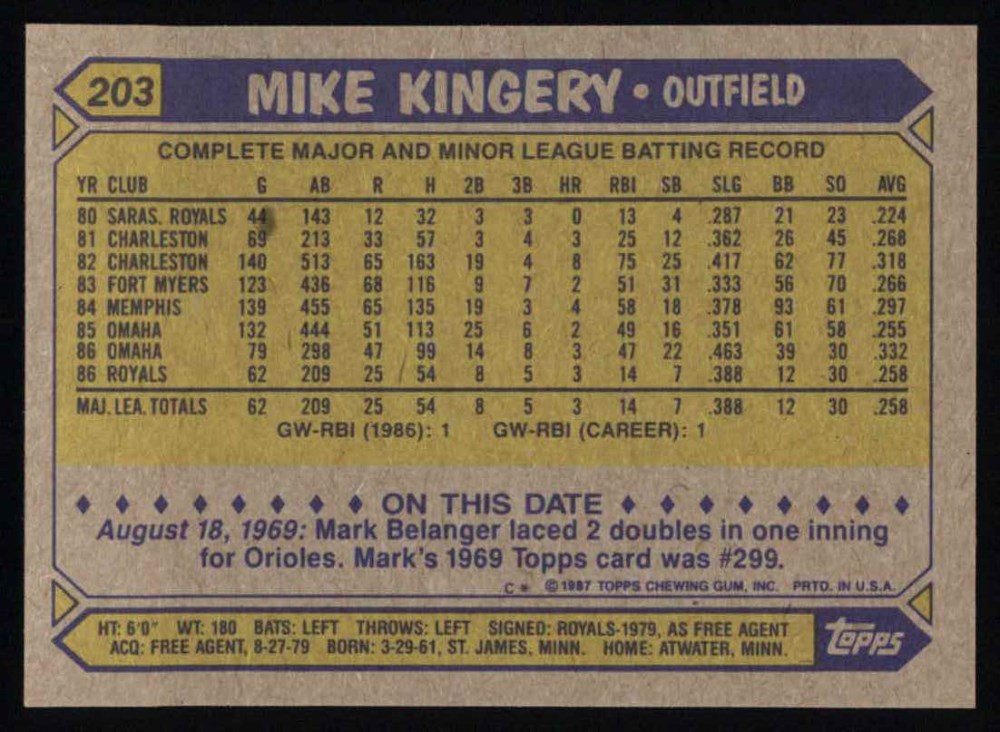 203 MIKE KINGERY • OUTFIELD
COMPLETE MAJOR AND MINOR LEAGUE BATTING RECORD
YR CLUB G AB R H 2B 3B HR RBI SB SLG BB SO AVG
80 SARAS. ROYALS 44 143 12 32 3 3 0 13 4 .287 21 23 .224
81 CHARLESTON 69 213 33 57 3 4 3 25 12 .362 26 45 .268
82 CHARLESTON 140 513 65 163 19 4 8 75 25 .417 62 77 .318
83 FORT MYERS 123 436 68 116 9 7 2 51 31 .333 56 70 .266
84 MEMPHIS 139 455 65 135 19 3 4 58 18 .378 93 61 .297
85 OMAHA 132 444 51 113 25 6 2 49 16 .351 61 58 .255
86 OMAHA 79 298 47 99 14 8 3 47 22 .463 39 30 .332
86 ROYALS 62 209 25 54 8 5 3 14 7 .388 12 30 .258
MAJ. LEA. TOTALS 62 209 25 54 8 5 3 14 7 .388 12 30 .258
GW-RBI (1986): 1 GW-RBI (CAREER): 1
ON THIS DATE
August 18, 1969: Mark Belanger laced 2 doubles in one inning
for Orioles. Mark's 1969 Topps card was #299.
C* © 1987 TOPPS CHEWING GUM, INC. PRTD. IN U.S.A.
HT: 6'0" WT: 180 BATS: LEFT THROWS: LEFT SIGNED: ROYALS-1979, AS FREE AGENT
ACQ: FREE AGENT, 8-27-79 BORN: 3-29-61, ST. JAMES, MINN. HOME: ATWATER, MINN.
topps